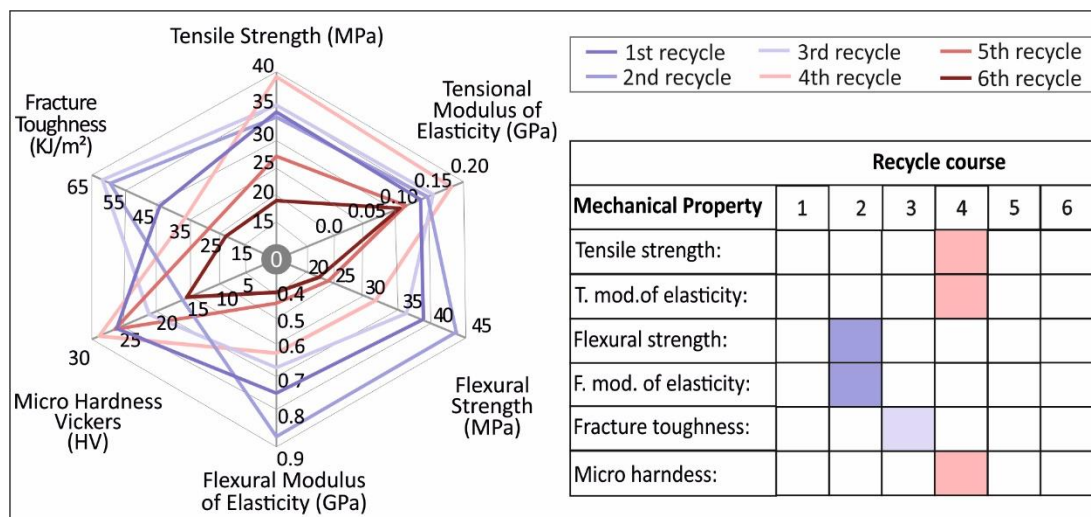 Tensile Strength (MPa)
40
35
30
25
20
15
Tensional
Modulus of
Elasticity (GPa)
0.20
0.15
0.10
0.05
0.0
Fracture
Toughness
(KJ/m²)
65
55
45
35
25
15
0
20
25
30
35
40
45
Flexural
Strength
(MPa)
5
10
15
20
25
30
Micro Hardness
Vickers
(HV)
0.4
0.5
0.6
0.7
0.8
0.9
Flexural Modulus
of Elasticity (GPa)
1st recycle 3rd recycle 5th recycle
2nd recycle 4th recycle 6th recycle
Recycle course
Mechanical Property 1 2 3 4 5 6
Tensile strength:
T. mod.of elasticity:
Flexural strength:
F. mod. of elasticity:
Fracture toughness:
Micro harndess: